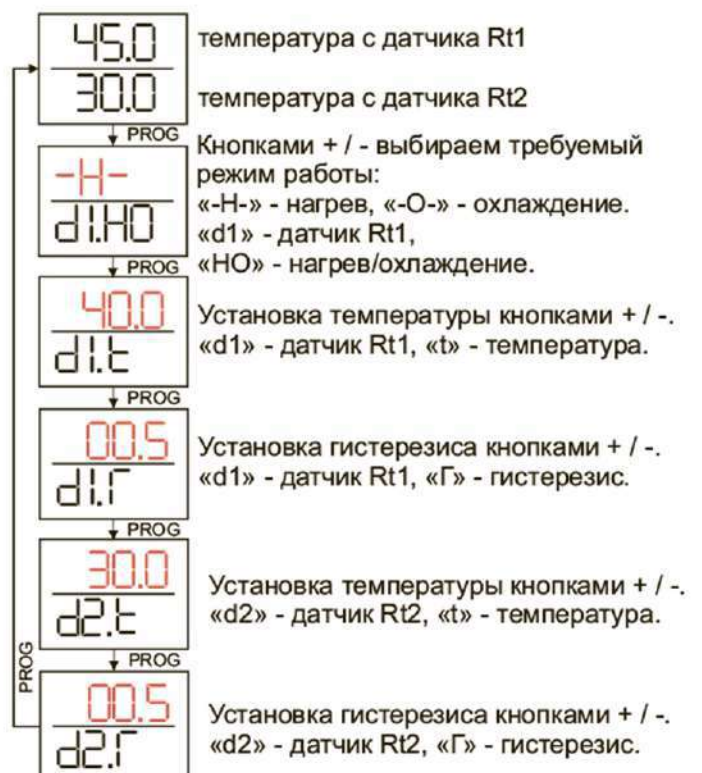 45.0
температура с датчика Rt1
30.0
температура с датчика Rt2
PROG
-H-
d1.HO
Кнопками + / - выбираем требуемый
режим работы:
«-Н-» - нагрев, «-О-» - охлаждение.
«d1» - датчик Rt1,
«НО» - нагрев/охлаждение.
PROG
40.0
d1.t
Установка температуры кнопками + / -.
«d1» - датчик Rt1, «t» - температура.
PROG
00.5
d1.Г
Установка гистерезиса кнопками + / -.
«d1» - датчик Rt1, «Г» - гистерезис.
PROG
30.0
d2.t
Установка температуры кнопками + / -.
«d2» - датчик Rt2, «t» - температура.
PROG
PROG
00.5
d2.Г
Установка гистерезиса кнопками + / -.
«d2» - датчик Rt2, «Г» - гистерезис.